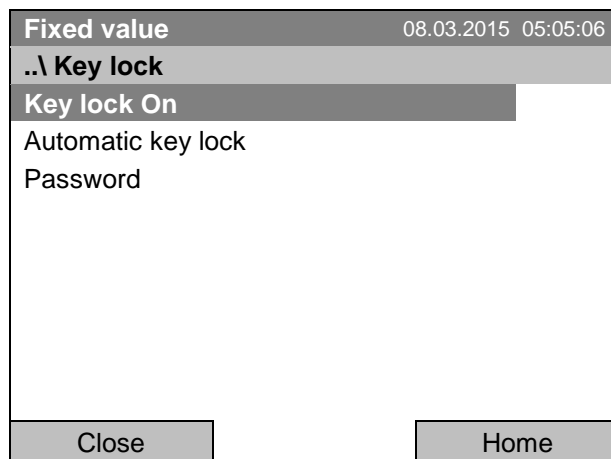 Fixed value 08.03.2015 05:05:06
..\ Key lock
Key lock On
Automatic key lock
Password
Close Home